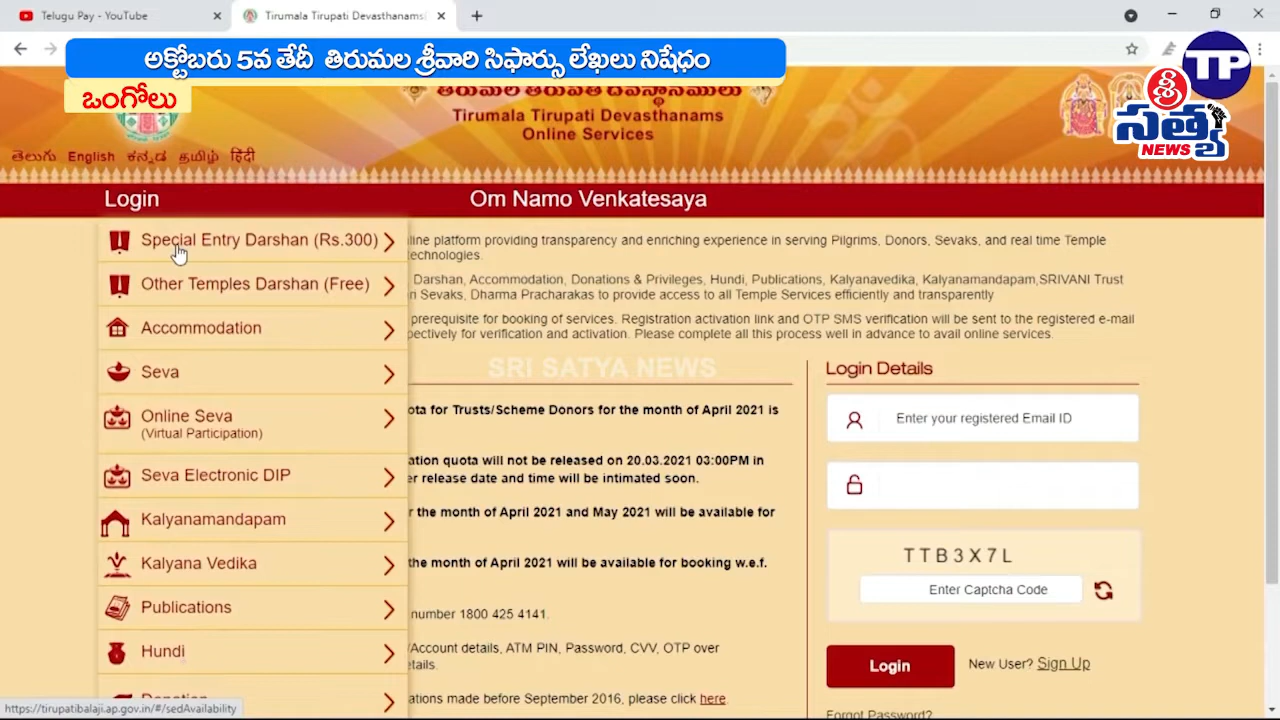 Telugu Pay - YouTube
Tirumala Tirupati Devasthanams(
అక్టోబరు 5వ తేదీ తిరుమల శ్రీవారి సిఫార్సు లేఖలు నిషేధం
TP
ఒంగోలు
శ్రీ
సత్య
NEWS
తిరుమల తిరుపతి దేవస్థానములు
Tirumala Tirupati Devasthanams
Online Services
తెలుగు English ಕನ್ನಡ தமிழ் हिंदी
Login
Om Namo Venkatesaya
Special Entry Darshan (Rs.300)
Other Temples Darshan (Free)
Accommodation
Seva
Online Seva
(Virtual Participation)
Seva Electronic DIP
Kalyanamandapam
Kalyana Vedika
Publications
Hundi
Donation
line platform providing transparency and enriching experience in serving Pilgrims, Donors, Sevaks, and real time Temple
technologies.
Darshan, Accommodation, Donations & Privileges, Hundi, Publications, Kalyanavedika, Kalyanamandapam,SRIVANI Trust
n Sevaks, Dharma Pracharakas to provide access to all Temple Services efficiently and transparently
prerequisite for booking of services. Registration activation link and OTP SMS verification will be sent to the registered e-mail
pectively for verification and activation. Please complete all this process well in advance to avail online services.
SRI SATYA NEWS
ota for Trusts/Scheme Donors for the month of April 2021 is
ation quota will not be released on 20.03.2021 03:00PM in
er release date and time will be intimated soon.
r the month of April 2021 and May 2021 will be available for
the month of April 2021 will be available for booking w.e.f.
number 1800 425 4141.
/Account details, ATM PIN, Password, CVV, OTP over
etails.
ations made before September 2016, please click here.
Login Details
Enter your registered Email ID
TTB3X7L
Enter Captcha Code
Login
New User? Sign Up
Forgot Password?
https://tirupatibalaji.ap.gov.in/#/sedAvailability